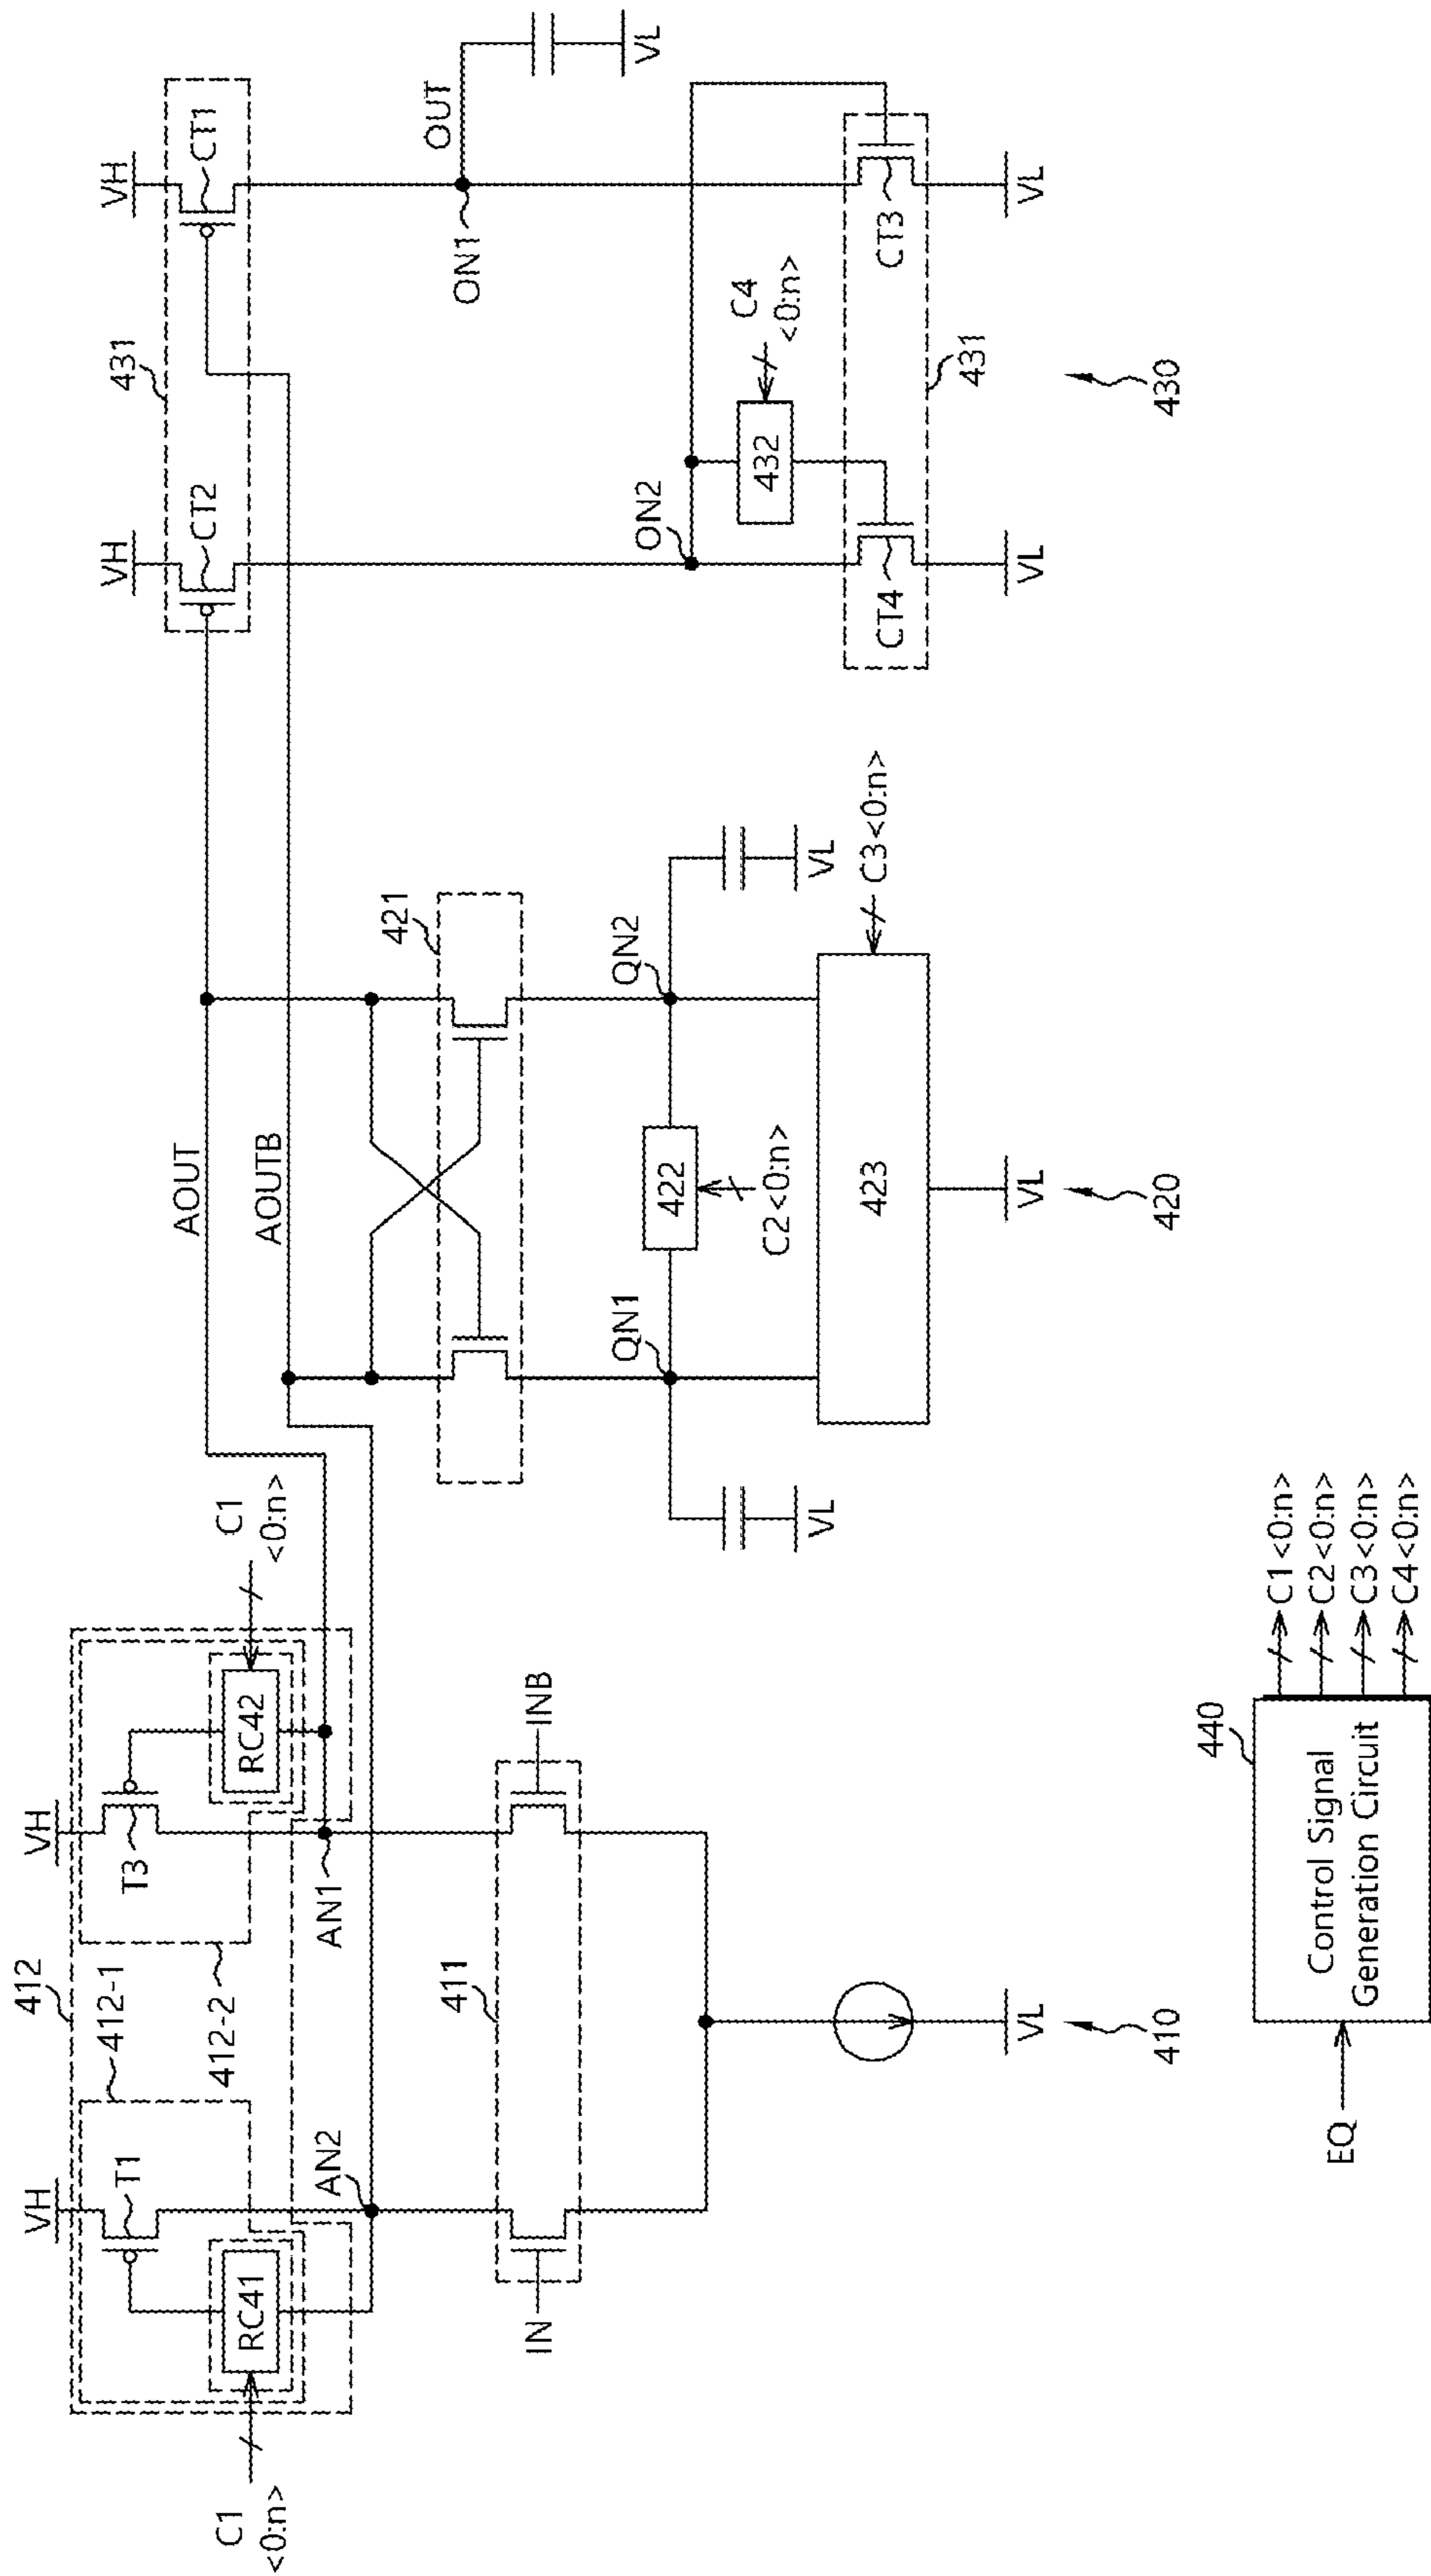 412
412-1
412-2
VH
T1
VH
T3
C1
<0:n>
RC41
RC42
C1
<0:n>
AN2
AN1
IN
411
INB
VL
410
AOUT
AOUTB
421
QN1
QN2
422
C2<0:n>
VL
VL
423
C3<0:n>
VL
420
431
VH
CT2
VH
CT1
OUT
ON1
VL
ON2
432
C4
<0:n>
CT4
CT3
431
VL
VL
430
440
EQ
Control Signal
Generation Circuit
C1<0:n>
C2<0:n>
C3<0:n>
C4<0:n>